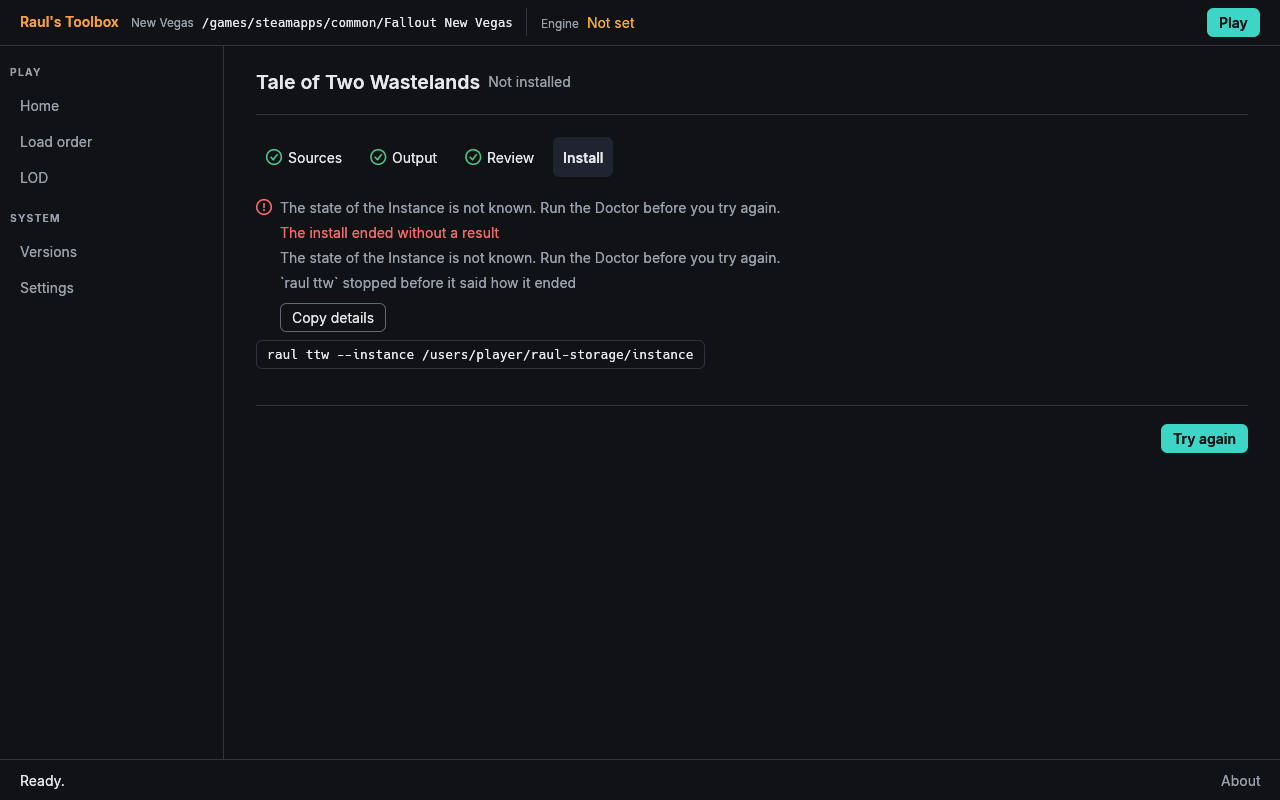 Raul's Toolbox New Vegas /games/steamapps/common/Fallout New Vegas Engine Not set Play
PLAY
Home
Load order
LOD
SYSTEM
Versions
Settings
Tale of Two Wastelands Not installed
Sources Output Review Install
The state of the Instance is not known. Run the Doctor before you try again.
The install ended without a result
The state of the Instance is not known. Run the Doctor before you try again.
`raul ttw` stopped before it said how it ended
Copy details
raul ttw --instance /users/player/raul-storage/instance
Try again
Ready. About